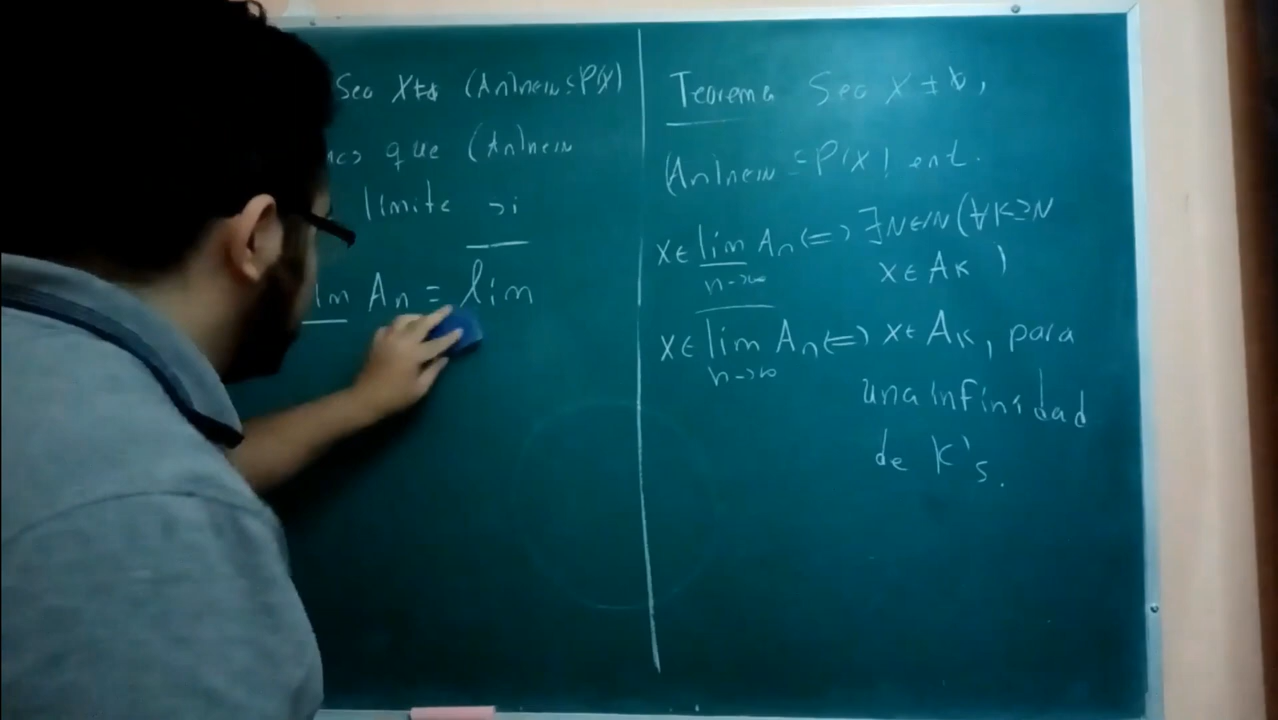 Sea X≠∅ (An)n∈ℕ⊆P(X)
que (An)n∈ℕ
límite si
lim An = lim
Teorema Sea X ≠ ∅,
(An)n∈ℕ ⊆ P(X) ent.
x ∈ lim An <=> ∃N∈ℕ (∀K≥N
n→∞ x ∈ AK )
x ∈ lim An <=> x ∈ AK, para
n→∞ una infinidad
de K's.